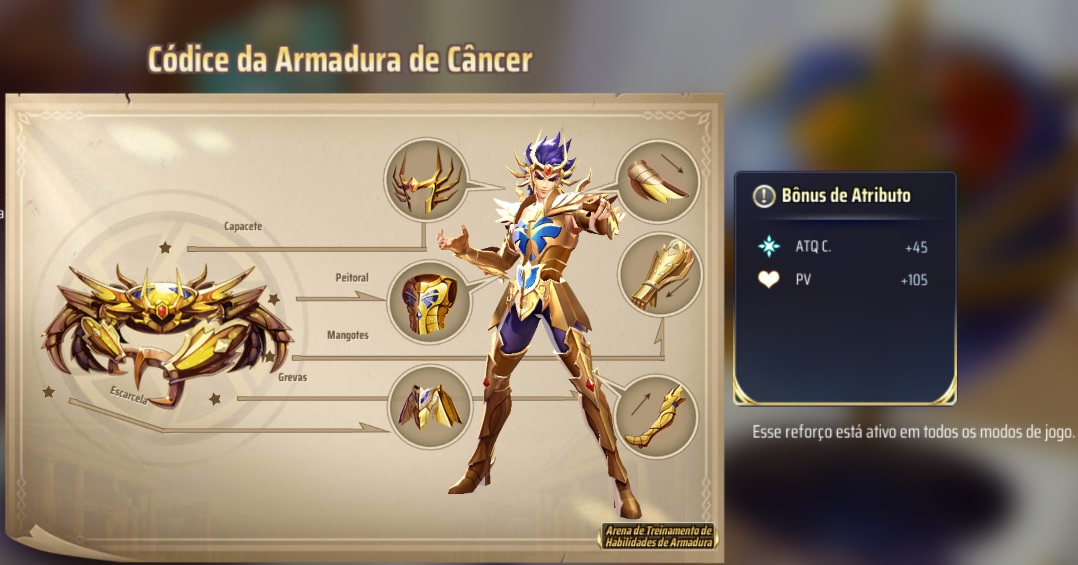 Códice da Armadura de Câncer
Capacete
Peitoral
Mangotes
Grevas
Escarcela
Arena de Treinamento de
Habilidades de Armadura
Bônus de Atributo
ATQ C. +45
PV +105
Esse reforço está ativo em todos os modos de jogo.